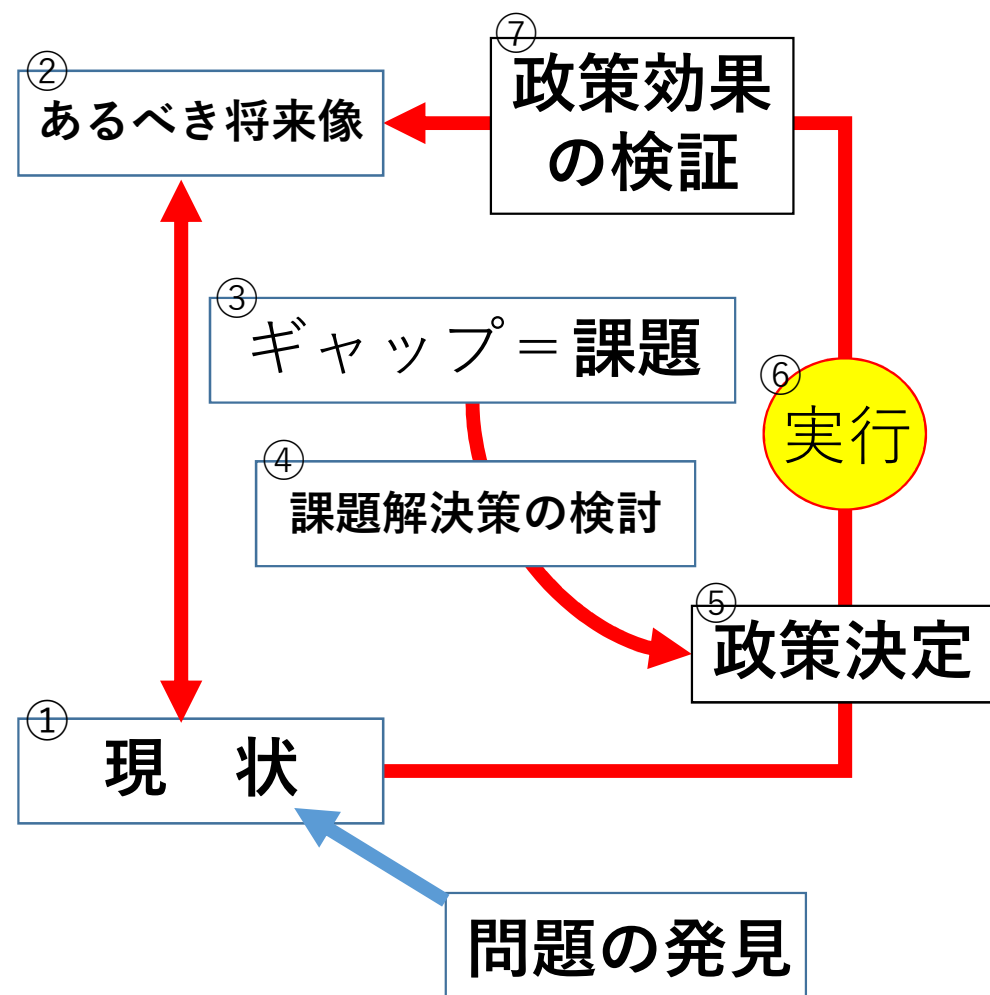 ⑦
政策効果
の検証
②
あるべき将来像
③
ギャップ＝課題
⑥
実行
④
課題解決策の検討
⑤
政策決定
①
現　状
問題の発見